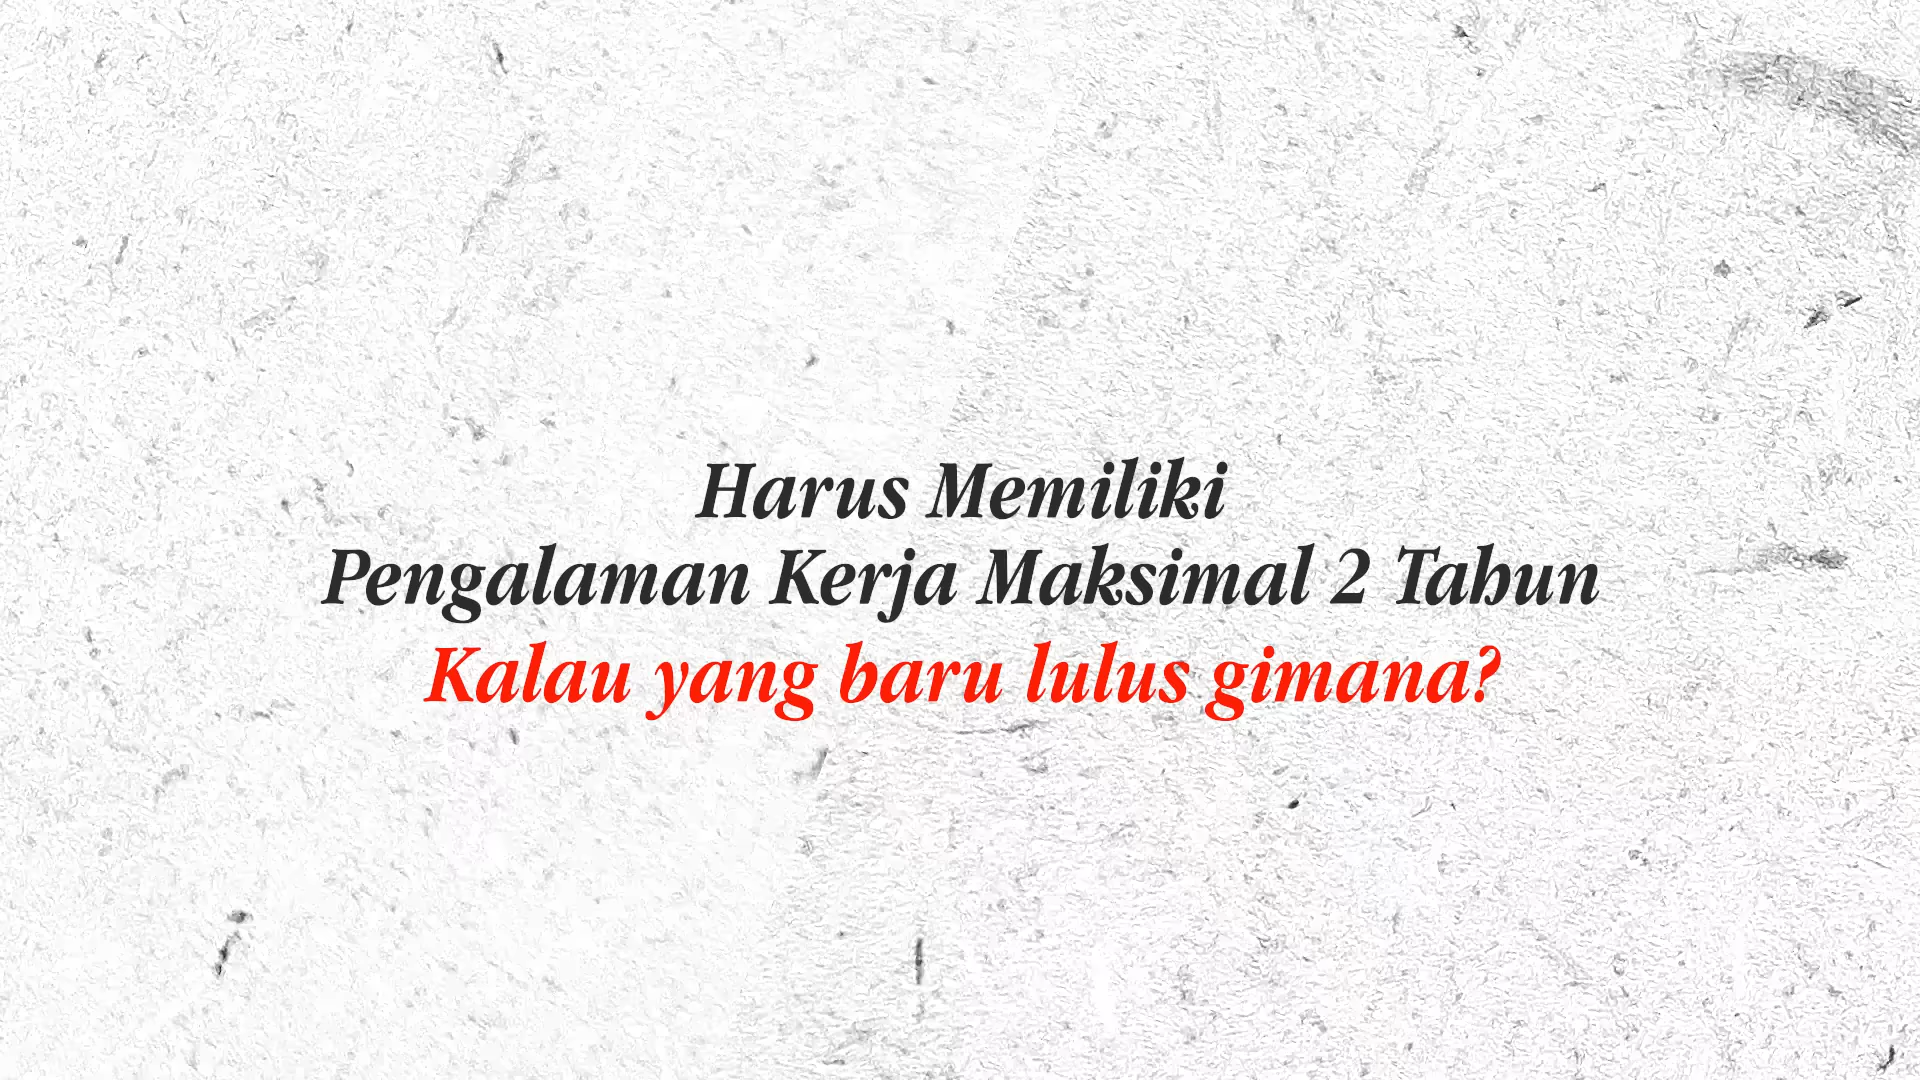 Harus Memiliki
Pengalaman Kerja Maksimal 2 Tahun
Kalau yang baru lulus gimana?